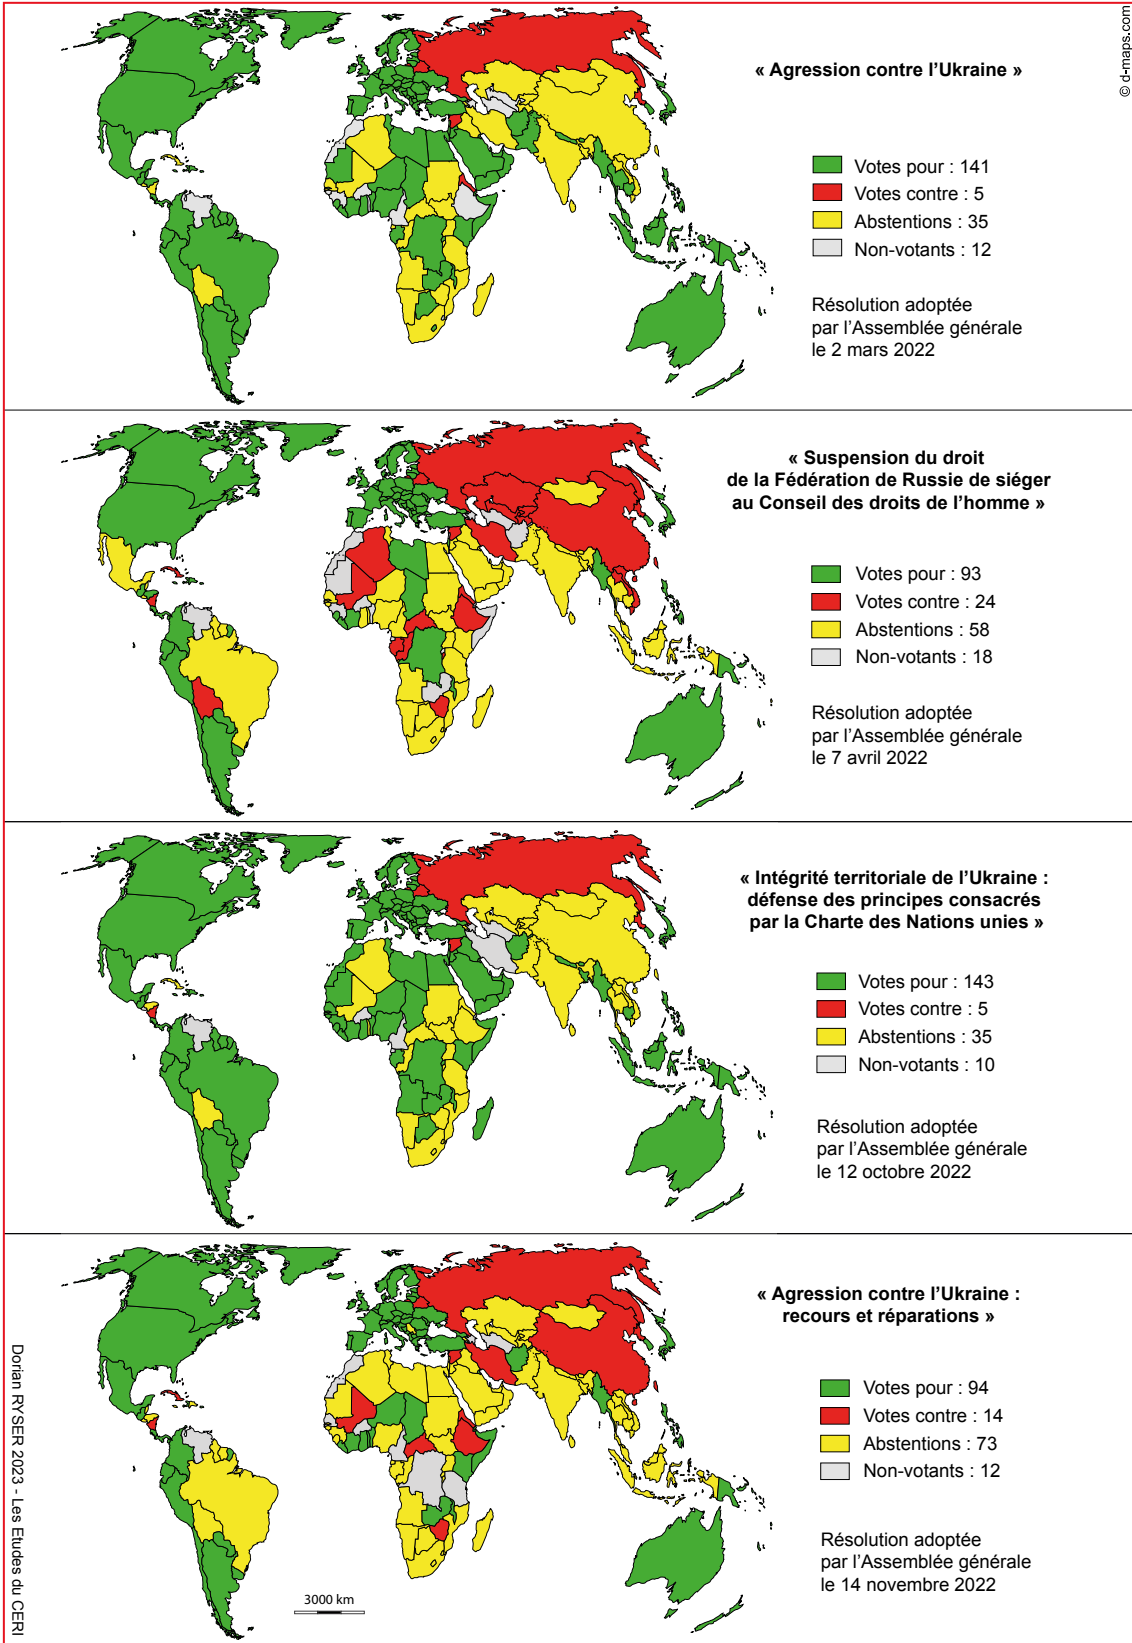 © d-maps.com
« Agression contre l’Ukraine »
Votes pour : 141
Votes contre : 5
Abstentions : 35
Non-votants : 12
Résolution adoptée
par l’Assemblée générale
le 2 mars 2022
« Suspension du droit
de la Fédération de Russie de siéger
au Conseil des droits de l’homme »
Votes pour : 93
Votes contre : 24
Abstentions : 58
Non-votants : 18
Résolution adoptée
par l’Assemblée générale
le 7 avril 2022
« Intégrité territoriale de l’Ukraine :
défense des principes consacrés
par la Charte des Nations unies »
Votes pour : 143
Votes contre : 5
Abstentions : 35
Non-votants : 10
Résolution adoptée
par l’Assemblée générale
le 12 octobre 2022
« Agression contre l’Ukraine :
recours et réparations »
Votes pour : 94
Votes contre : 14
Abstentions : 73
Non-votants : 12
Résolution adoptée
par l’Assemblée générale
le 14 novembre 2022
3000 km
Dorian RYSER 2023 - Les Etudes du CERI